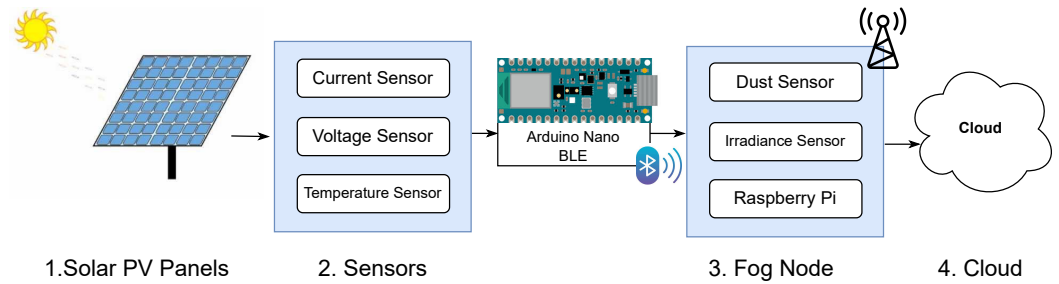 Current Sensor
Voltage Sensor
Temperature Sensor
Arduino Nano
BLE
Dust Sensor
Irradiance Sensor
Raspberry Pi
Cloud
1.Solar PV Panels
2. Sensors
3. Fog Node
4. Cloud